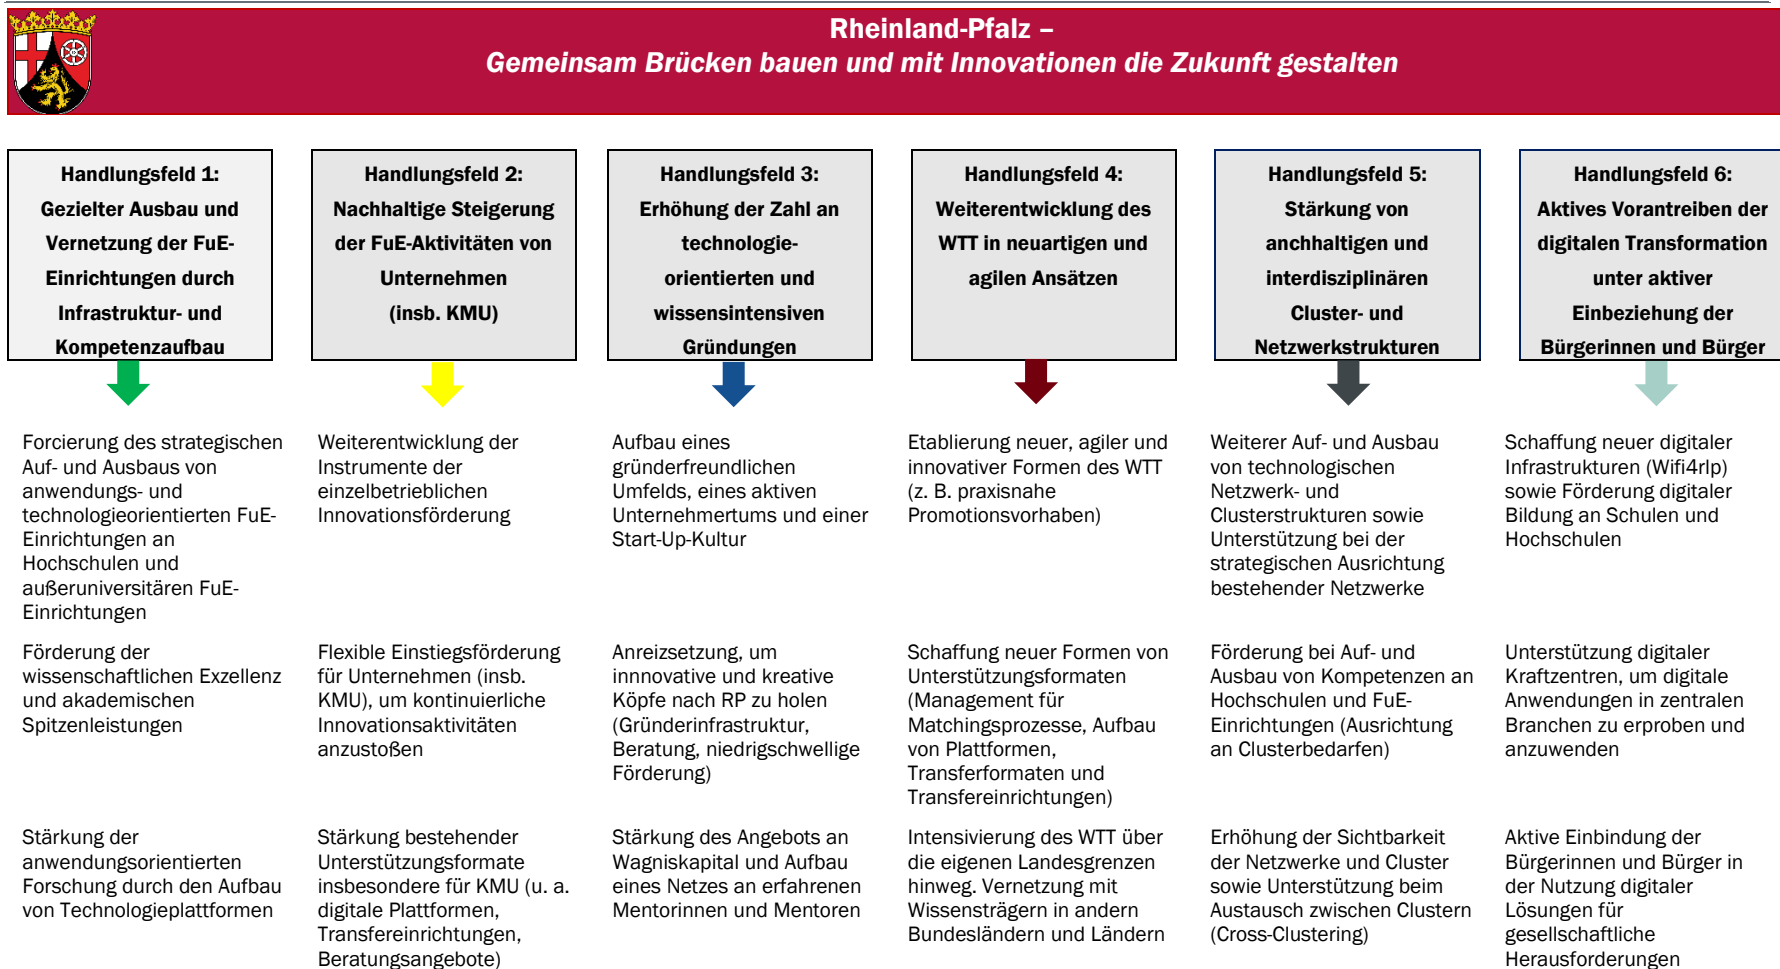 Rheinland-Pfalz –
Gemeinsam Brücken bauen und mit Innovationen die Zukunft gestalten
Handlungsfeld 1:
Gezielter Ausbau und
Vernetzung der FuE-
Einrichtungen durch
Infrastruktur- und
Kompetenzaufbau
Handlungsfeld 2:
Nachhaltige Steigerung
der FuE-Aktivitäten von
Unternehmen
(insb. KMU)
Handlungsfeld 3:
Erhöhung der Zahl an
technologie-
orientierten und
wissensintensiven
Gründungen
Handlungsfeld 4:
Weiterentwicklung des
WTT in neuartigen und
agilen Ansätzen
Handlungsfeld 5:
Stärkung von
anchhaltigen und
interdisziplinären
Cluster- und
Netzwerkstrukturen
Handlungsfeld 6:
Aktives Vorantreiben der
digitalen Transformation
unter aktiver
Einbeziehung der
Bürgerinnen und Bürger
Forcierung des strategischen
Auf- und Ausbaus von
anwendungs- und
technologieorientierten FuE-
Einrichtungen an
Hochschulen und
außeruniversitären FuE-
Einrichtungen
Weiterentwicklung der
Instrumente der
einzelbetrieblichen
Innovationsförderung
Aufbau eines
gründerfreundlichen
Umfelds, eines aktiven
Unternehmertums und einer
Start-Up-Kultur
Etablierung neuer, agiler und
innovativer Formen des WTT
(z. B. praxisnahe
Promotionsvorhaben)
Weiterer Auf- und Ausbau
von technologischen
Netzwerk- und
Clusterstrukturen sowie
Unterstützung bei der
strategischen Ausrichtung
bestehender Netzwerke
Schaffung neuer digitaler
Infrastrukturen (Wifi4rlp)
sowie Förderung digitaler
Bildung an Schulen und
Hochschulen
Förderung der
wissenschaftlichen Exzellenz
und akademischen
Spitzenleistungen
Flexible Einstiegsförderung
für Unternehmen (insb.
KMU), um kontinuierliche
Innovationsaktivitäten
anzustoßen
Anreizsetzung, um
innnovative und kreative
Köpfe nach RP zu holen
(Gründerinfrastruktur,
Beratung, niedrigschwellige
Förderung)
Schaffung neuer Formen von
Unterstützungsformaten
(Management für
Matchingsprozesse, Aufbau
von Plattformen,
Transferformaten und
Transfereinrichtungen)
Förderung bei Auf- und
Ausbau von Kompetenzen an
Hochschulen und FuE-
Einrichtungen (Ausrichtung
an Clusterbedarfen)
Unterstützung digitaler
Kraftzentren, um digitale
Anwendungen in zentralen
Branchen zu erproben und
anzuwenden
Stärkung der
anwendungsorientierten
Forschung durch den Aufbau
von Technologieplattformen
Stärkung bestehender
Unterstützungsformate
insbesondere für KMU (u. a.
digitale Plattformen,
Transfereinrichtungen,
Beratungsangebote)
Stärkung des Angebots an
Wagniskapital und Aufbau
eines Netzes an erfahrenen
Mentorinnen und Mentoren
Intensivierung des WTT über
die eigenen Landesgrenzen
hinweg. Vernetzung mit
Wissensträgern in andern
Bundesländern und Ländern
Erhöhung der Sichtbarkeit
der Netzwerke und Cluster
sowie Unterstützung beim
Austausch zwischen Clustern
(Cross-Clustering)
Aktive Einbindung der
Bürgerinnen und Bürger in
der Nutzung digitaler
Lösungen für
gesellschaftliche
Herausforderungen